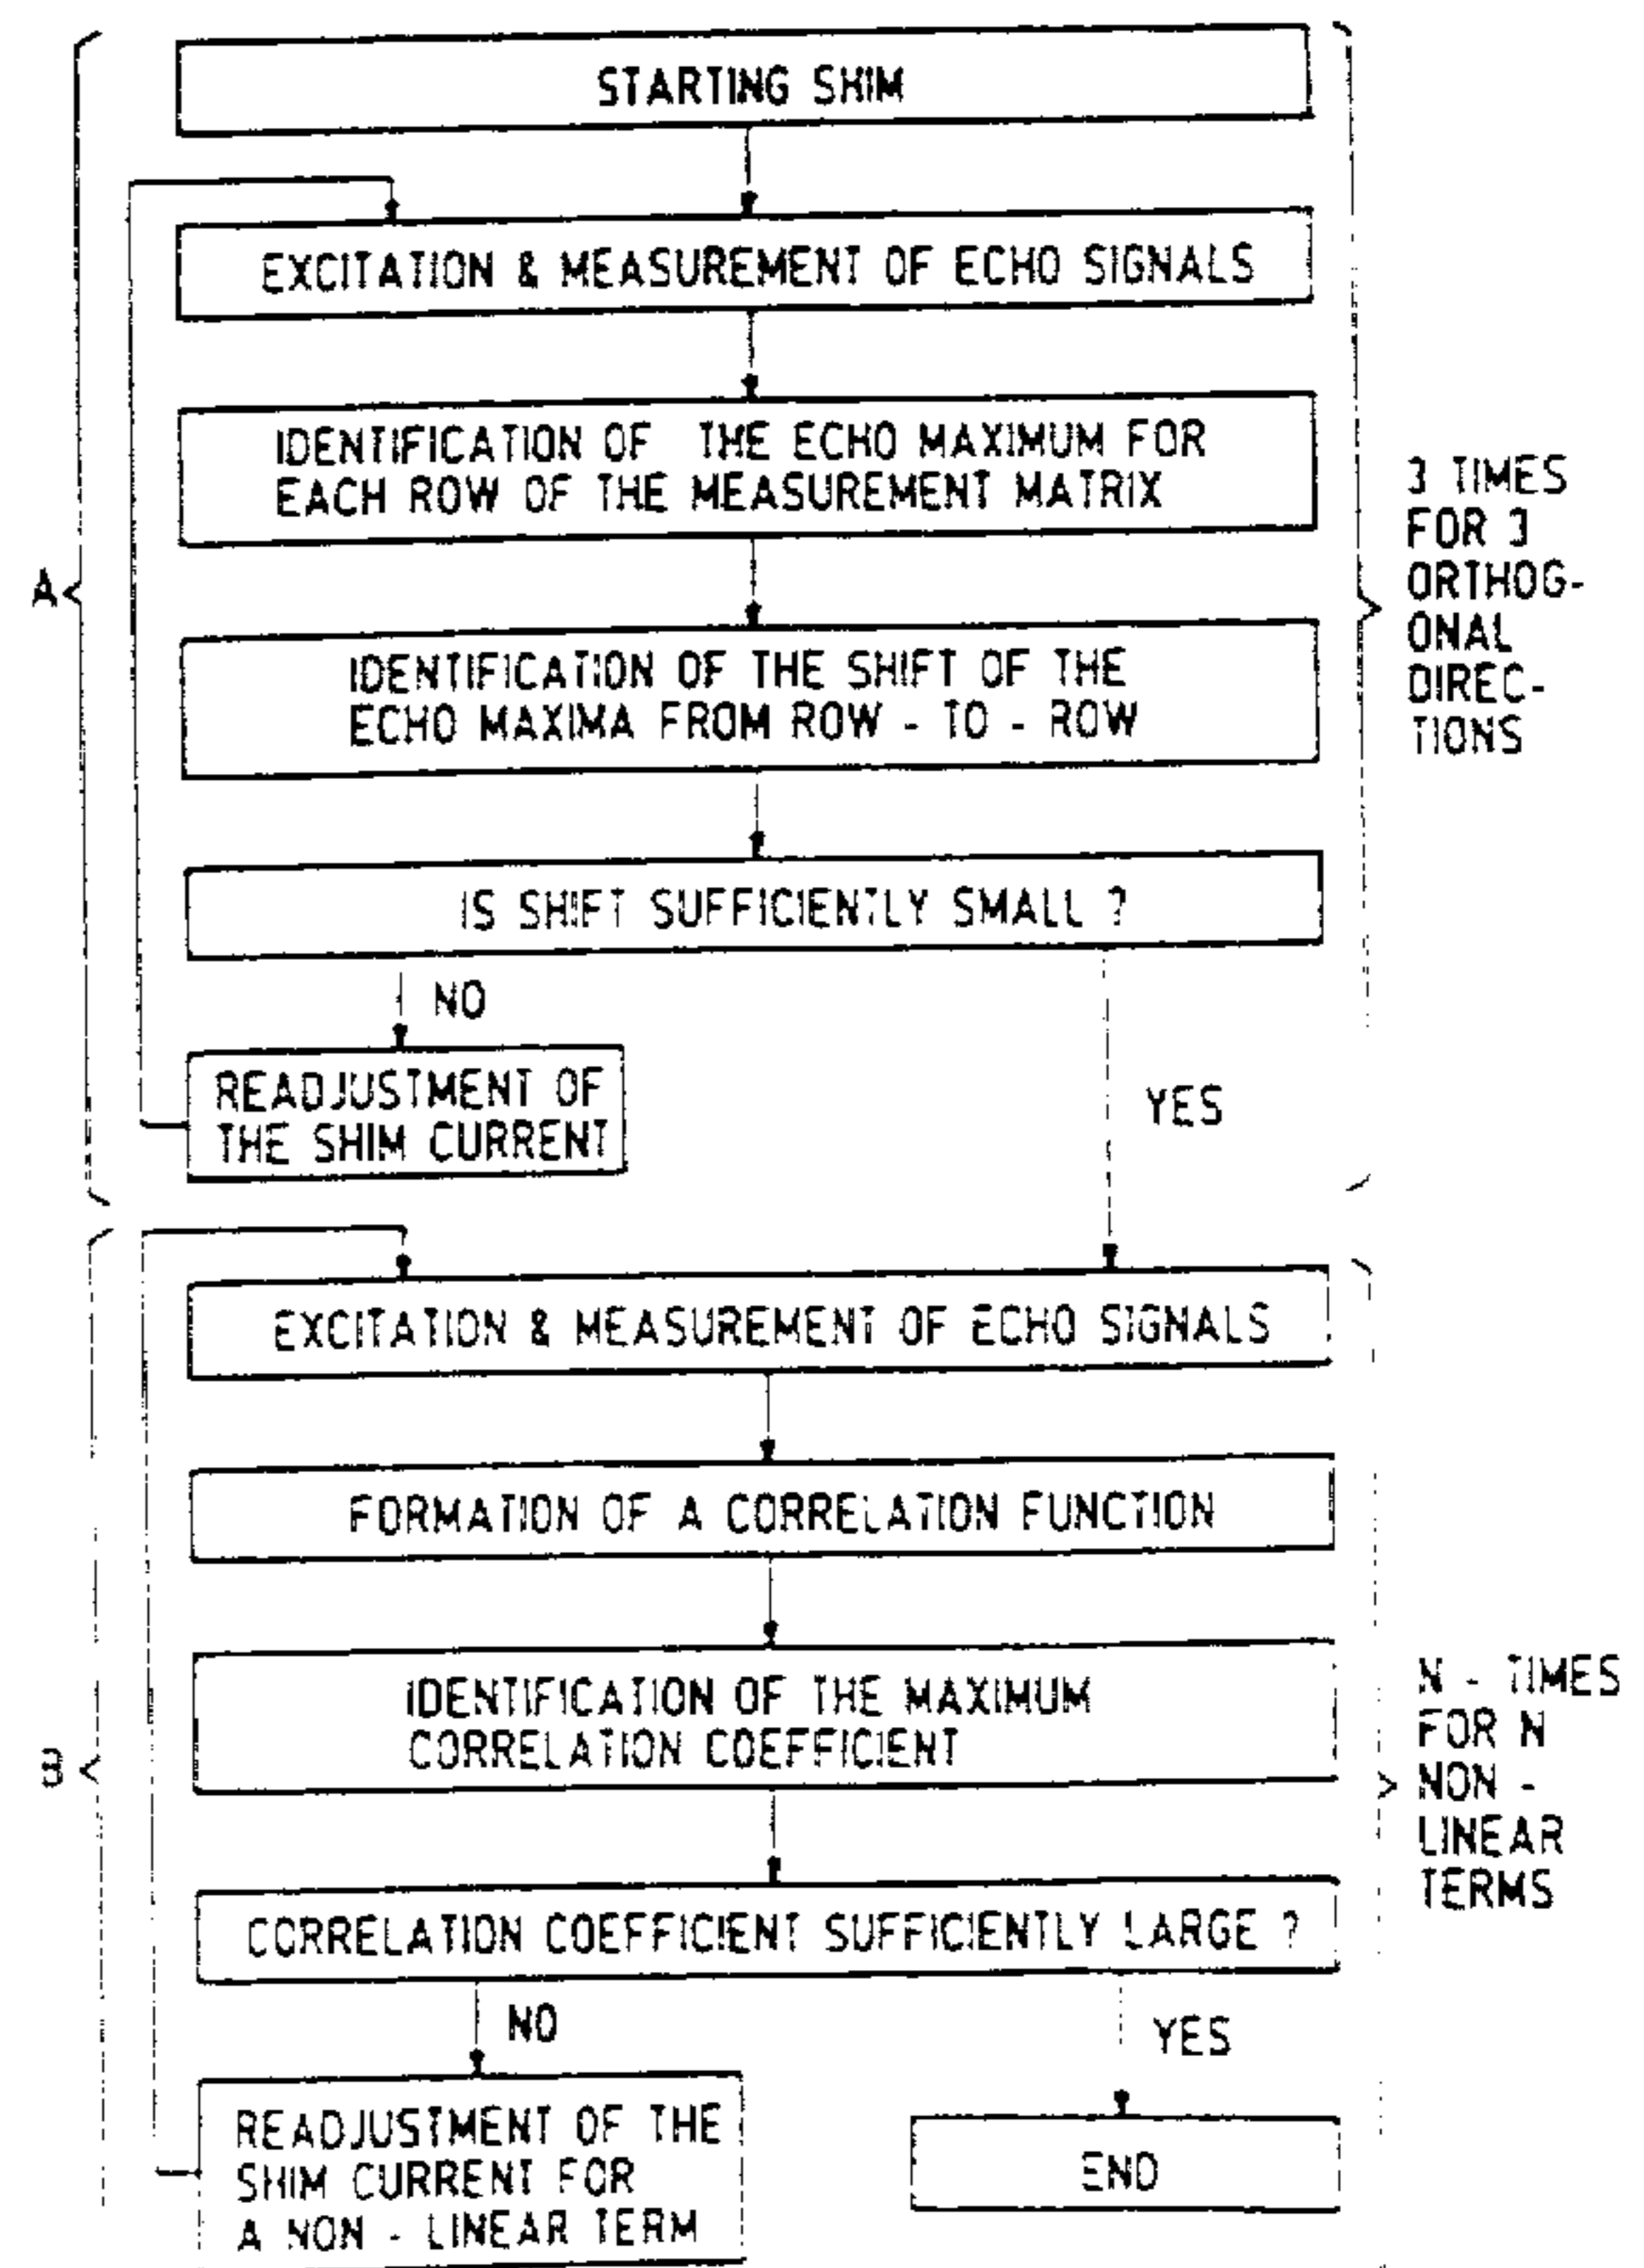 STARTING SHIM
EXCITATION & MEASUREMENT OF ECHO SIGNALS
IDENTIFICATION OF THE ECHO MAXIMUM FOR
EACH ROW OF THE MEASUREMENT MATRIX
A
3 TIMES
FOR 3
ORTHOG-
ONAL
DIREC-
TIONS
IDENTIFICATION OF THE SHIFT OF THE
ECHO MAXIMA FROM ROW - TO - ROW
IS SHIFT SUFFICIENTLY SMALL ?
NO
READJUSTMENT OF
THE SHIM CURRENT
YES
EXCITATION & MEASUREMENT OF ECHO SIGNALS
FORMATION OF A CORRELATION FUNCTION
IDENTIFICATION OF THE MAXIMUM
CORRELATION COEFFICIENT
B
N - TIMES
FOR N
NON -
LINEAR
TERMS
CORRELATION COEFFICIENT SUFFICIENTLY LARGE ?
NO
YES
READJUSTMENT OF THE
SHIM CURRENT FOR
A NON - LINEAR TERM
END